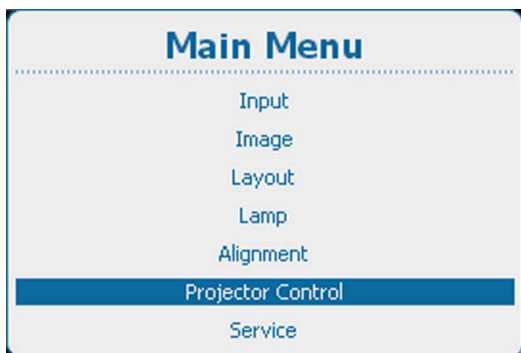 Main Menu
Input
Image
Layout
Lamp
Alignment
Projector Control
Service